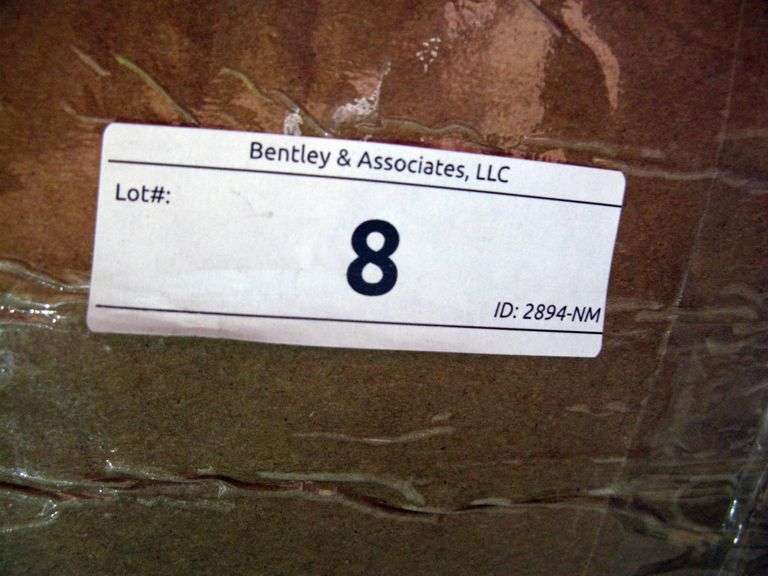 Bentley & Associates, LLC
Lot#:
8
ID: 2894-NM